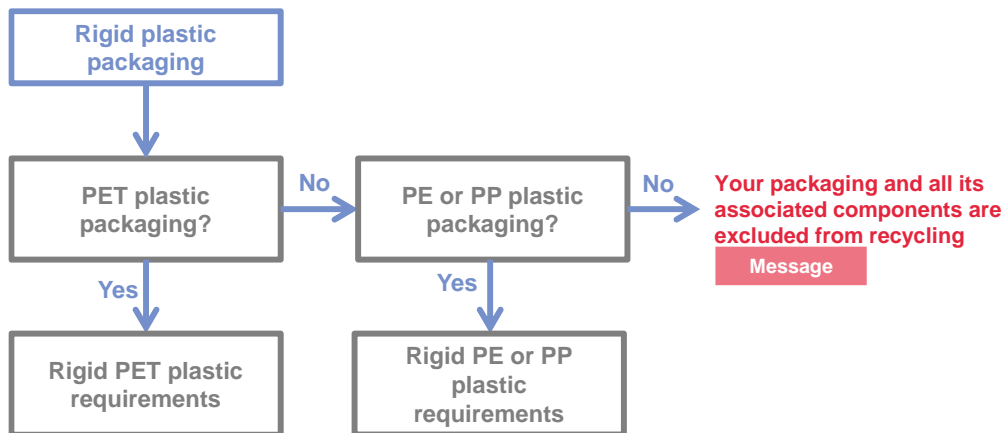 Rigid plastic
packaging
PET plastic
packaging?
No
PE or PP plastic
packaging?
No
Your packaging and all its
associated components are
excluded from recycling
Message
Yes
Yes
Rigid PET plastic
requirements
Rigid PE or PP
plastic
requirements